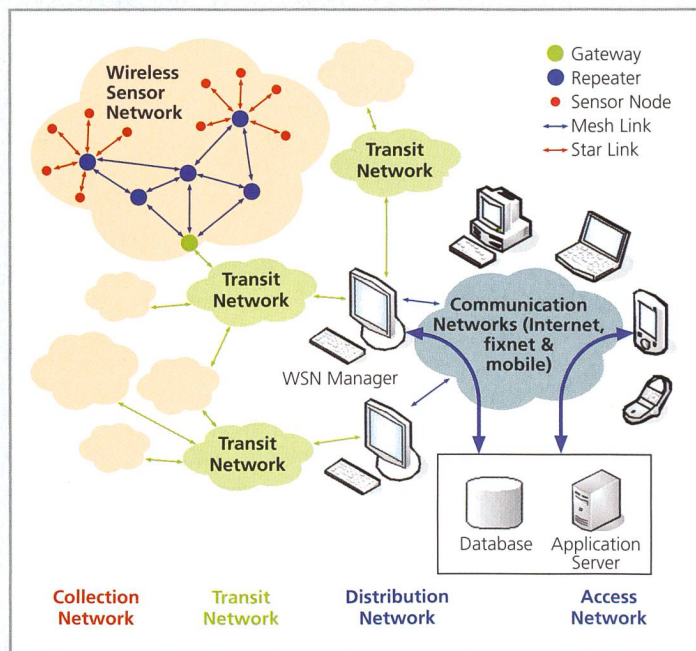 Wireless
Sensor
Network
Gateway
Repeater
Sensor Node
Mesh Link
Star Link
Transit
Network
Transit
Network
Communication
Networks (Internet,
fixnet &
mobile)
WSN Manager
Transit
Network
Database
Application
Server
Collection
Network
Transit
Network
Distribution
Network
Access
Network